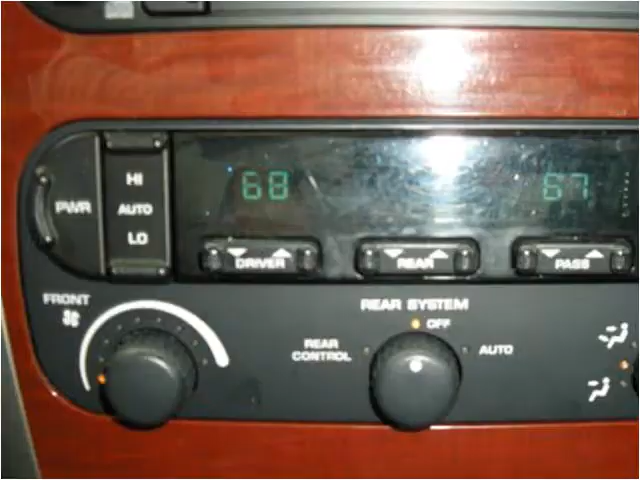 HI
68
67
PWR
AUTO
LO
DRIVER
REAR
PASS
FRONT
REAR SYSTEM
OFF
REAR
CONTROL
AUTO